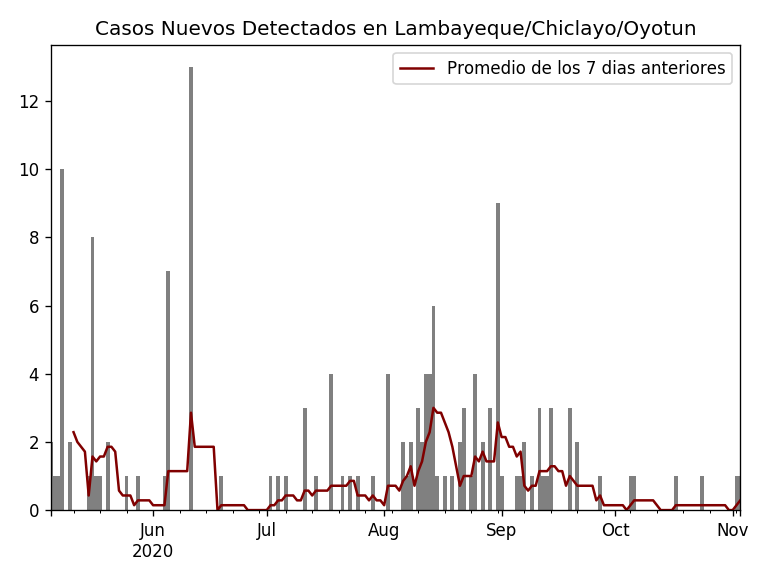 Casos Nuevos Detectados en Lambayeque/Chiclayo/Oyotun
Promedio de los 7 dias anteriores
12
10
8
6
4
2
0
Jun Jul Aug Sep Oct Nov
2020